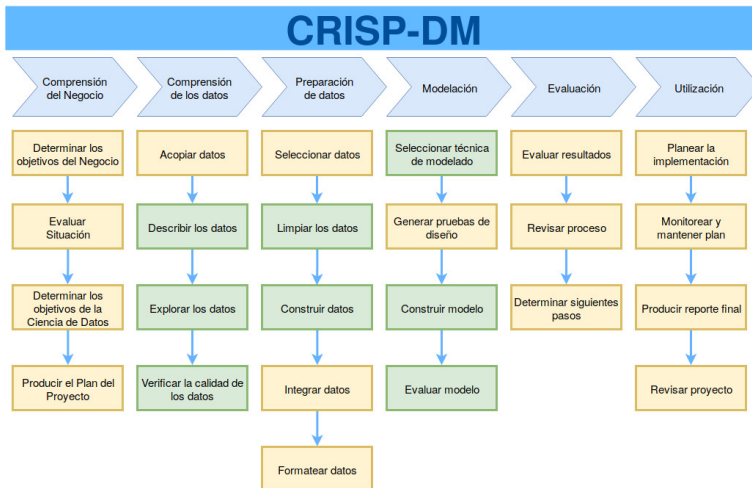 CRISP-DM
Comprensión
del Negocio
Comprensión
de los datos
Preparación
de datos
Modelación
Evaluación
Utilización
Determinar los
objetivos del Negocio
Evaluar
Situación
Determinar los
objetivos de la
Ciencia de Datos
Producir el Plan del
Proyecto
Acopiar datos
Describir los datos
Explorar los datos
Verificar la calidad de
los datos
Seleccionar datos
Limpiar los datos
Construir datos
Integrar datos
Formatear datos
Seleccionar técnica
de modelado
Generar pruebas de
diseño
Construir modelo
Evaluar modelo
Evaluar resultados
Revisar proceso
Determinar siguientes
pasos
Planear la
implementación
Monitorear y
mantener plan
Producir reporte final
Revisar proyecto